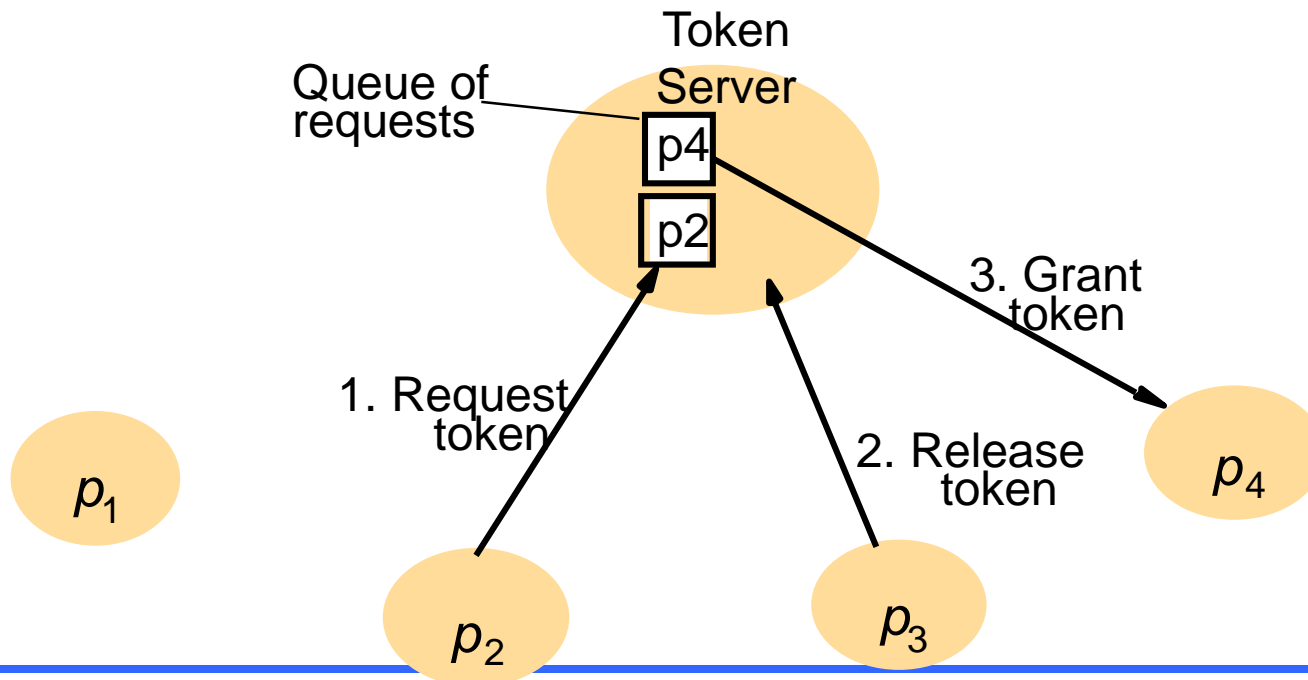 Token
Server
Queue of
requests
p4
p2
3. Grant
token
1. Request
token
2. Release
token
p1
p2
p3
p4